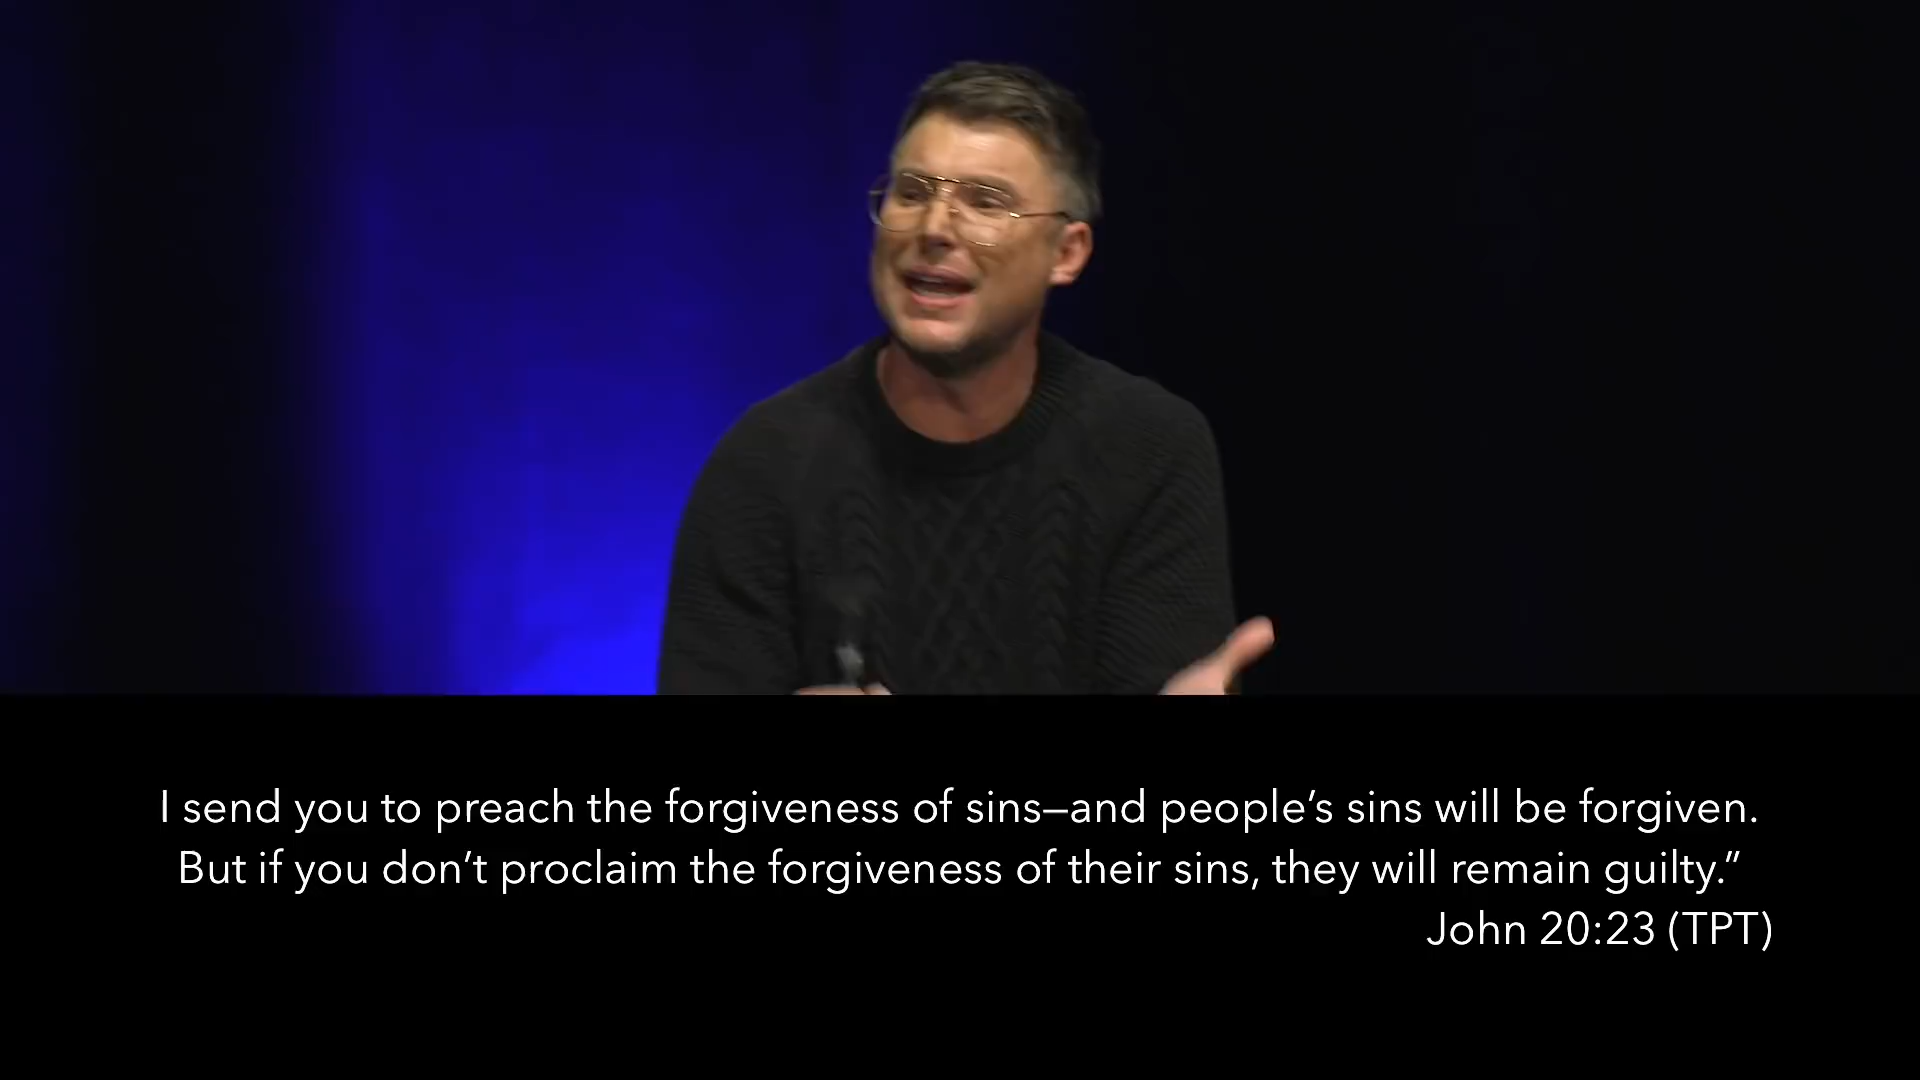 I send you to preach the forgiveness of sins—and people’s sins will be forgiven.
But if you don’t proclaim the forgiveness of their sins, they will remain guilty.”
John 20:23 (TPT)